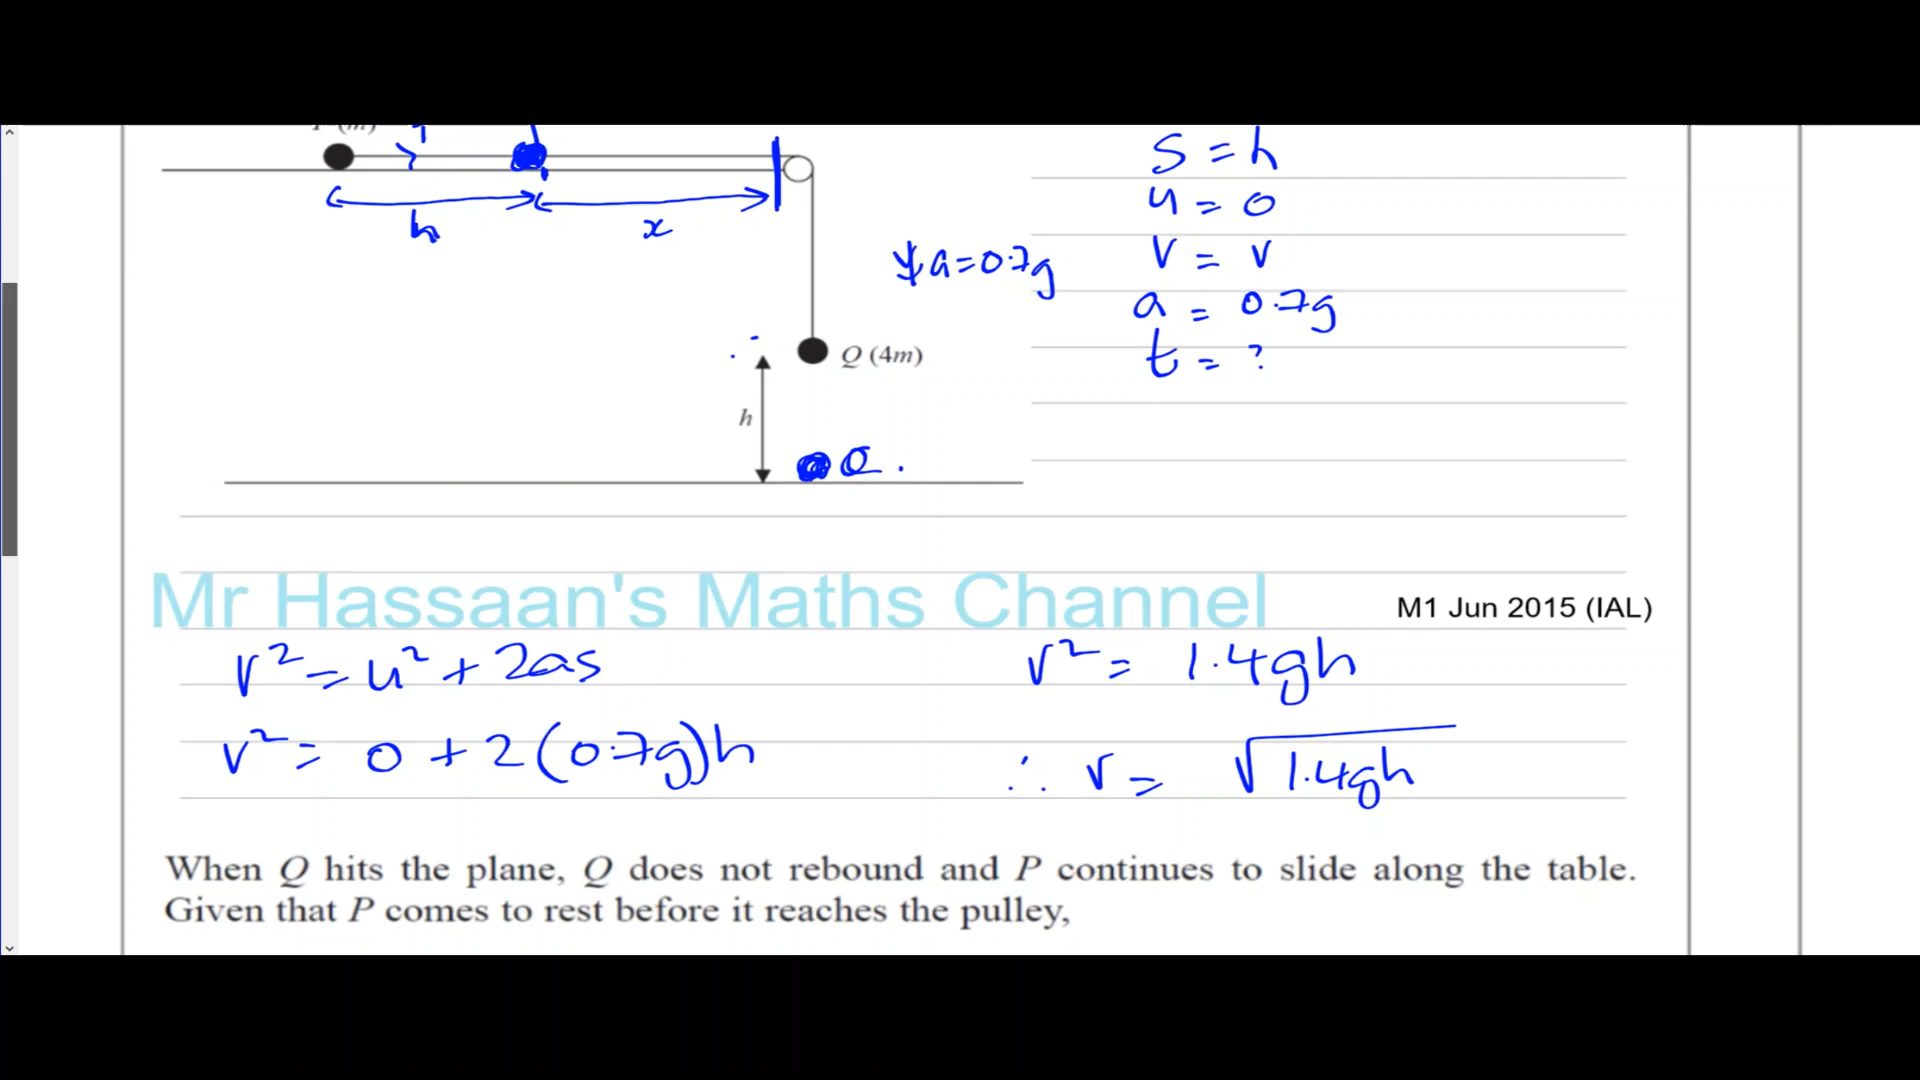 S = h
u = 0
h
x
v = v
a = 0.7g
a = 0.7g
t = ?
Q (4m)
h
Q
Mr Hassaan's Maths Channel
M1 Jun 2015 (IAL)
v² = u² + 2as
v² = 1.4gh
v² = 0 + 2(0.7g)h
∴ v = √1.4gh
When Q hits the plane, Q does not rebound and P continues to slide along the table.
Given that P comes to rest before it reaches the pulley,